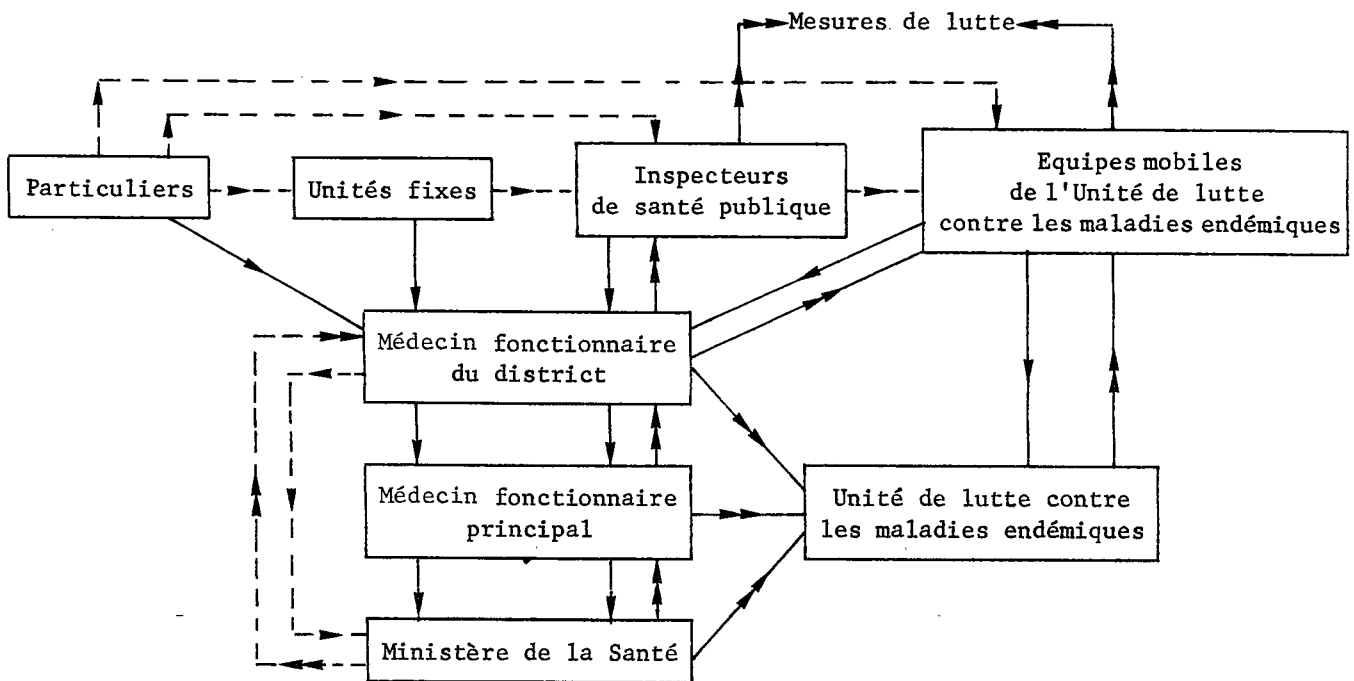 Mesures de lutte
Particuliers
Unités fixes
Inspecteurs
de santé publique
Equipes mobiles
de l'Unité de lutte
contre les maladies endémiques
Médecin fonctionnaire
du district
Médecin fonctionnaire
principal
Unité de lutte contre
les maladies endémiques
Ministère de la Santé